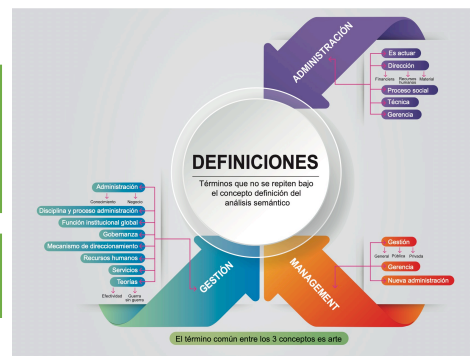 ADMINISTRACIÓN
Es actuar
Dirección
Financiera
Recursos
humanos
Material
Proceso social
Técnica
Gerencia
DEFINICIONES
Términos que no se repiten bajo
el concepto definición del
análisis semántico
Administración
Conocimiento
Negocio
Disciplina y proceso administración
Función institucional global
Gobernanza
Mecanismo de direccionamiento
Recursos humanos
Servicios
Teorías
Efectividad
Guerra
en guerra
GESTIÓN
MANAGEMENT
Gestión
General
Pública
Privada
Gerencia
Nueva administración
El término común entre los 3 conceptos es arte